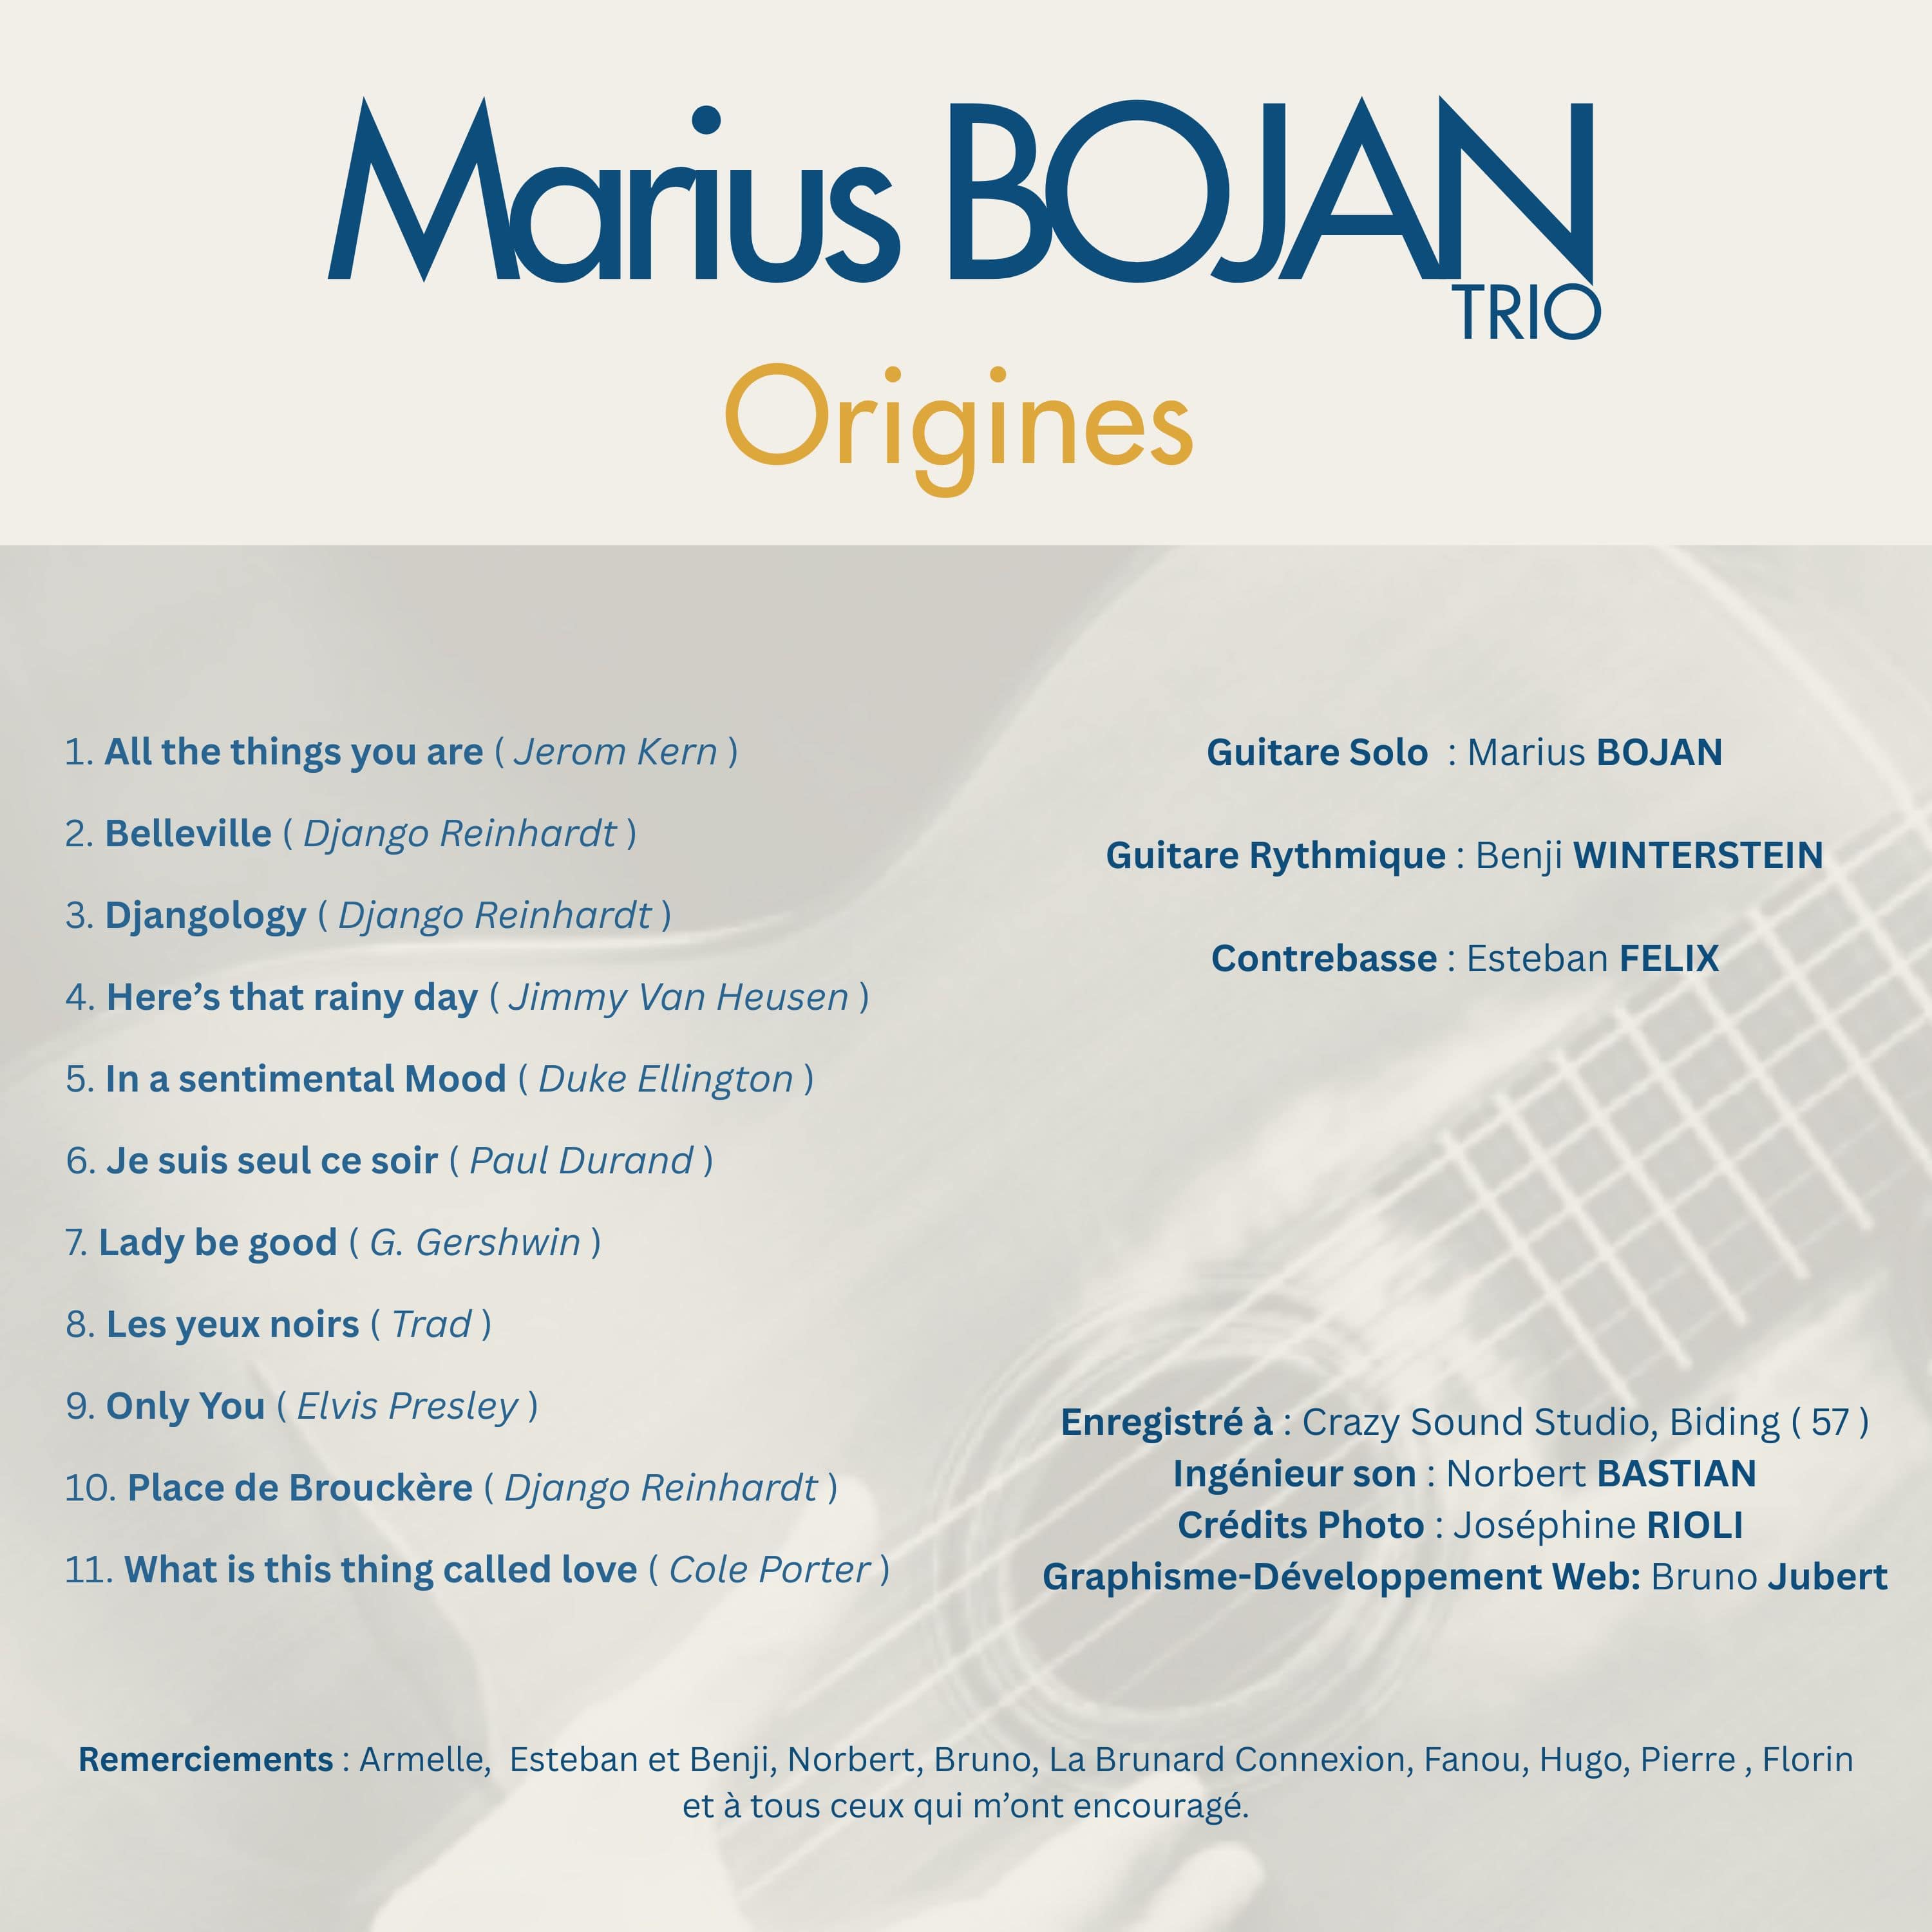 Marius BOJAN
TRIO
Origines
1. All the things you are ( Jerom Kern )
2. Belleville ( Django Reinhardt )
3. Djangology ( Django Reinhardt )
4. Here’s that rainy day ( Jimmy Van Heusen )
5. In a sentimental Mood ( Duke Ellington )
6. Je suis seul ce soir ( Paul Durand )
7. Lady be good ( G. Gershwin )
8. Les yeux noirs ( Trad )
9. Only You ( Elvis Presley )
10. Place de Brouckère ( Django Reinhardt )
11. What is this thing called love ( Cole Porter )
Guitare Solo : Marius BOJAN
Guitare Rythmique : Benji WINTERSTEIN
Contrebasse : Esteban FELIX
Enregistré à : Crazy Sound Studio, Biding ( 57 )
Ingénieur son : Norbert BASTIAN
Crédits Photo : Joséphine RIOLI
Graphisme-Développement Web: Bruno Jubert
Remerciements : Armelle, Esteban et Benji, Norbert, Bruno, La Brunard Connexion, Fanou, Hugo, Pierre , Florin
et à tous ceux qui m’ont encouragé.